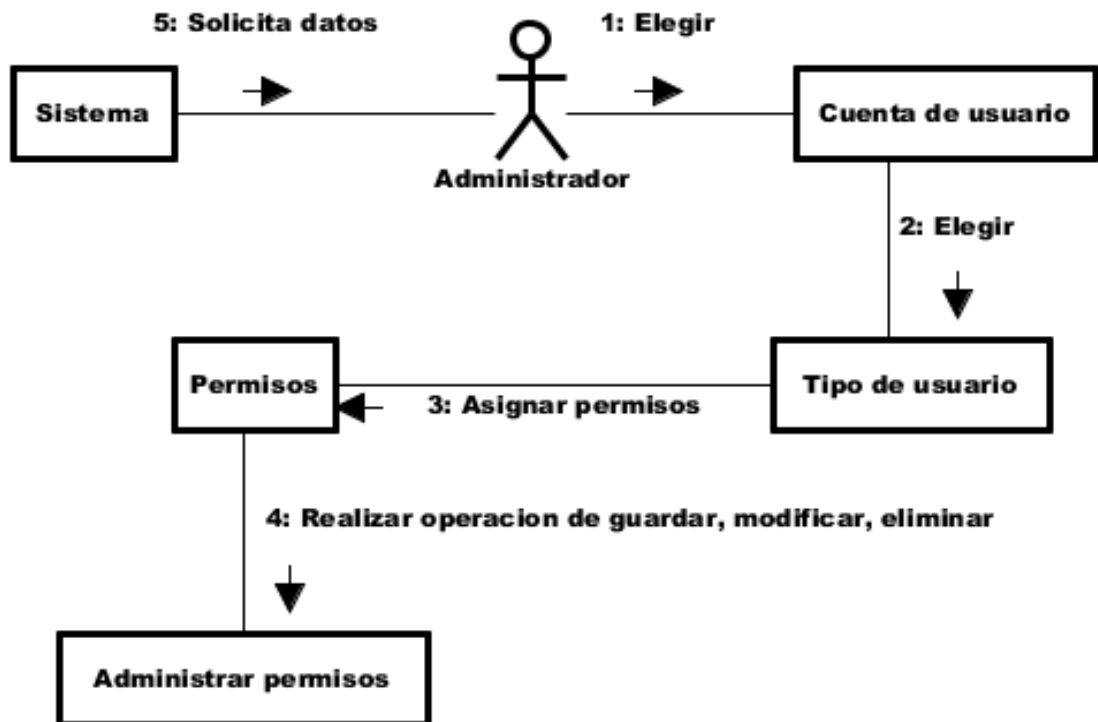 5: Solicita datos
1: Elegir
Sistema
Cuenta de usuario
Administrador
2: Elegir
Permisos
Tipo de usuario
3: Asignar permisos
4: Realizar operacion de guardar, modificar, eliminar
Administrar permisos